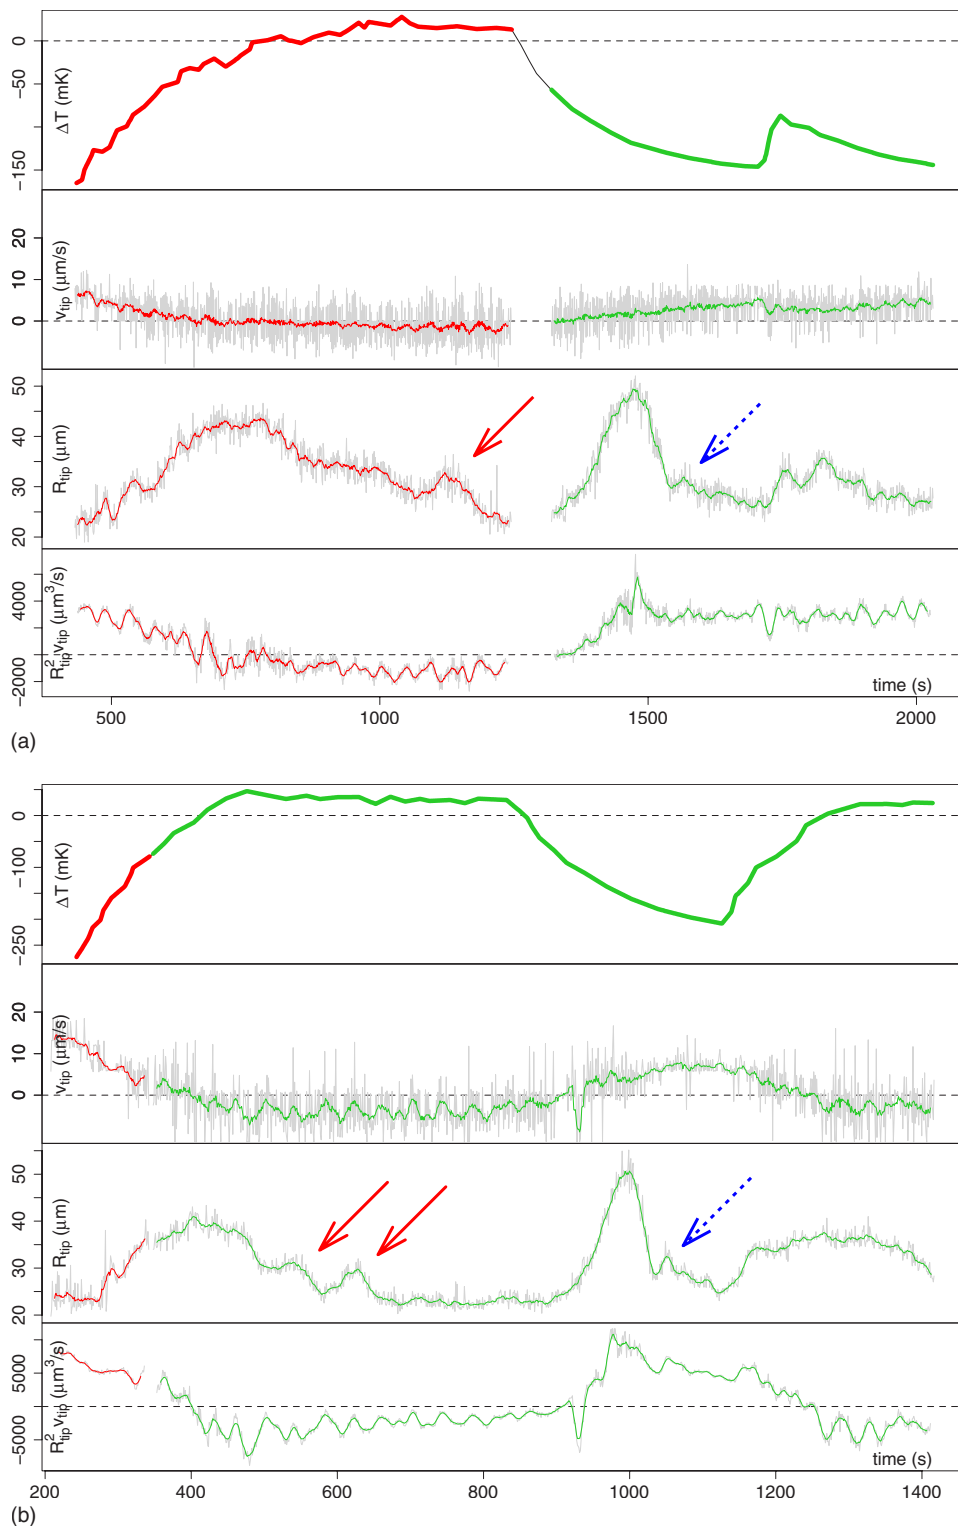 0
−50
−150
ΔT (mK)
20
10
0
v_tip (μm/s)
50
40
30
20
R_tip (μm)
4000
−2000
R²_tip v_tip (μm³/s)
time (s)
500 1000 1500 2000
(a)
0
−100
−250
ΔT (mK)
20
10
0
v_tip (μm/s)
50
40
30
20
R_tip (μm)
5000
−5000
R²_tip v_tip (μm³/s)
time (s)
200 400 600 800 1000 1200 1400
(b)